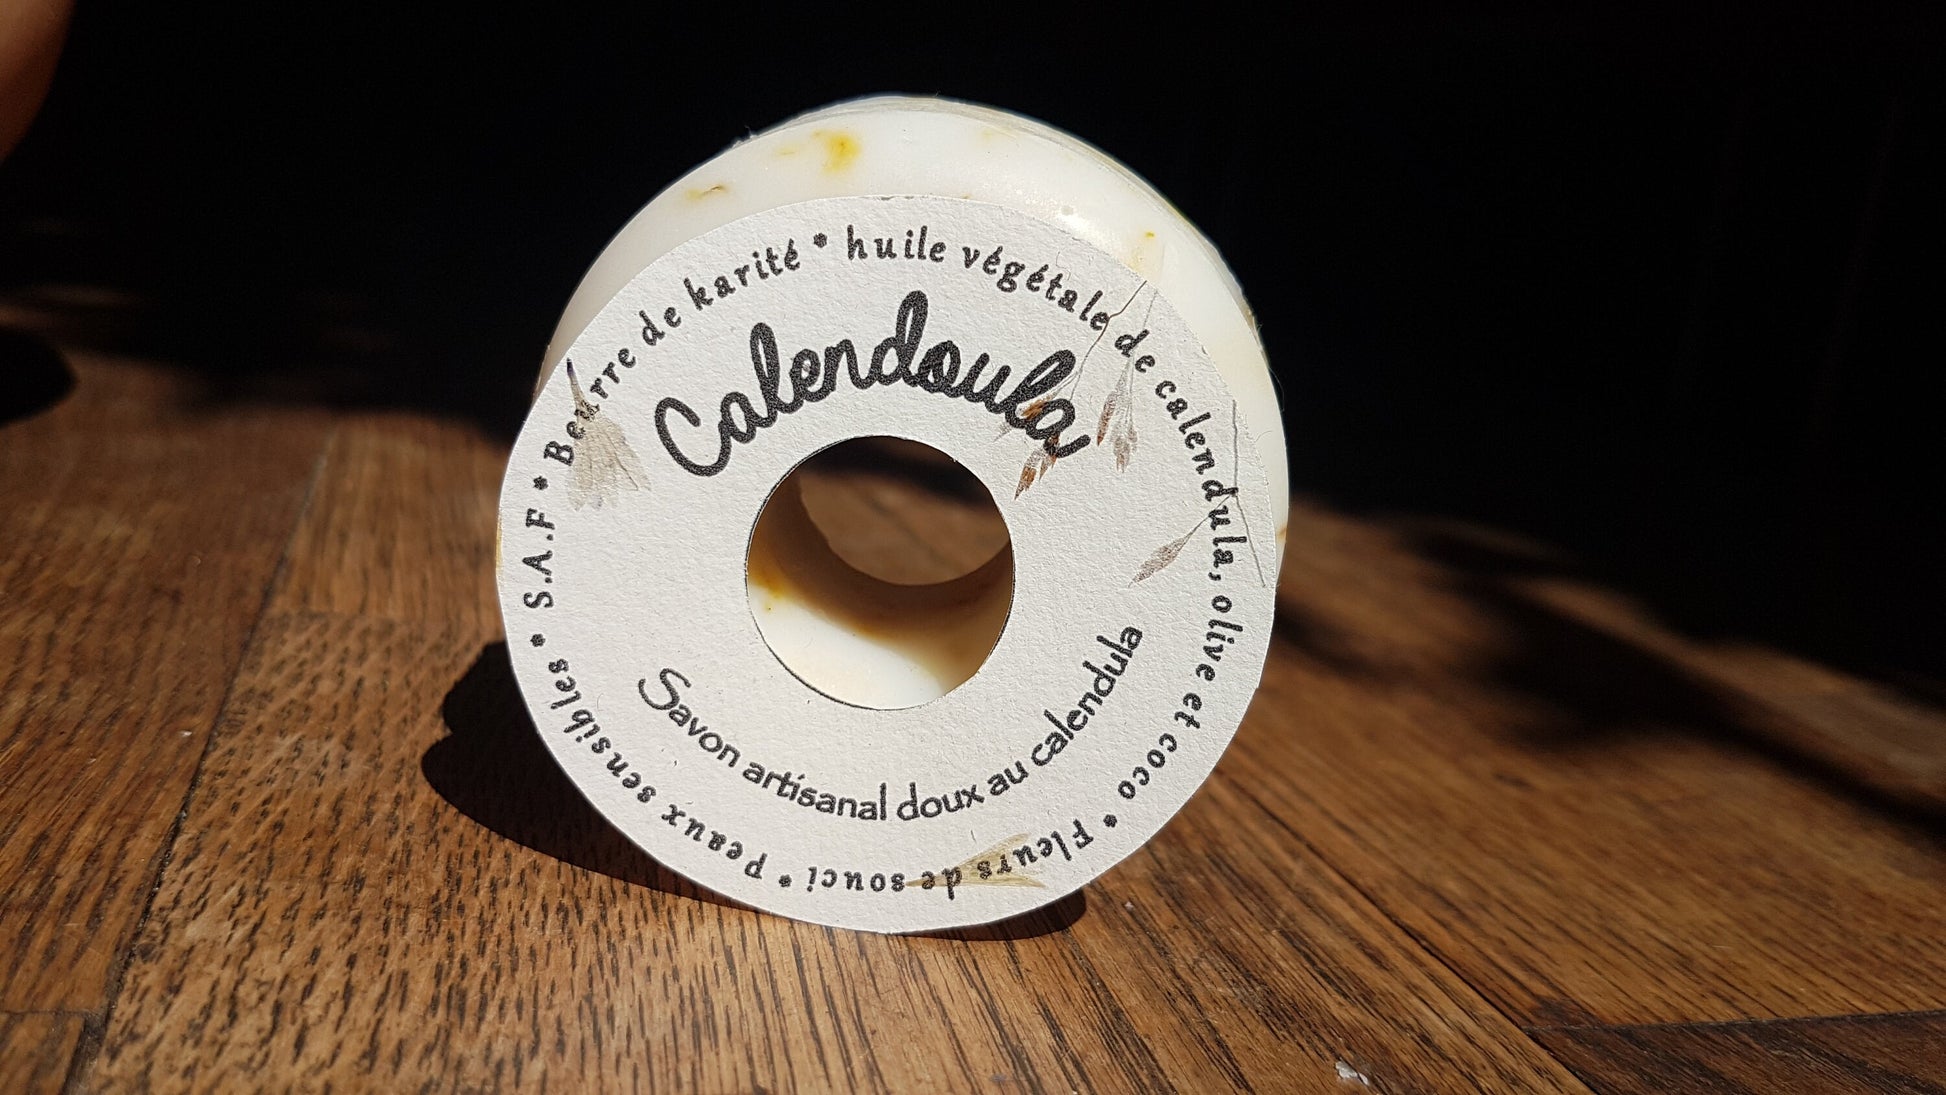 Calendoula
Savon artisanal doux au calendula
S.A.F * Beurre de karité * huile végétale de calendula, olive et coco * Fleurs de souci * peaux sensibles *